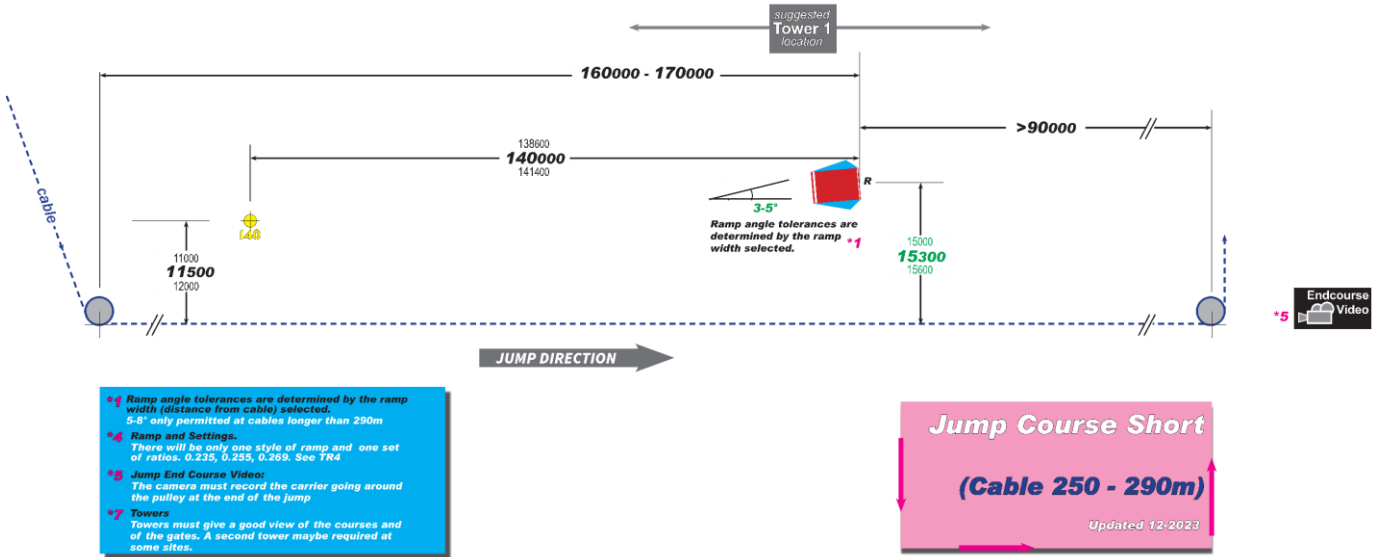 suggested
Tower 1
location
160000 - 170000
>90000
138600
140000
141400
cable
R
3-5°
Ramp angle tolerances are
determined by the ramp
width selected. *1
140
11000
11500
12000
15000
15300
15600
*5 Endcourse
Video
JUMP DIRECTION
*1 Ramp angle tolerances are determined by the ramp
width (distance from cable) selected.
5-8° only permitted at cables longer than 290m
*4 Ramp and Settings.
There will be only one style of ramp and one set
of ratios. 0.235, 0.255, 0.269. See TR4
*5 Jump End Course Video:
The camera must record the carrier going around
the pulley at the end of the jump
*7 Towers
Towers must give a good view of the courses and
of the gates. A second tower maybe required at
some sites.
Jump Course Short
(Cable 250 - 290m)
Updated 12-2023